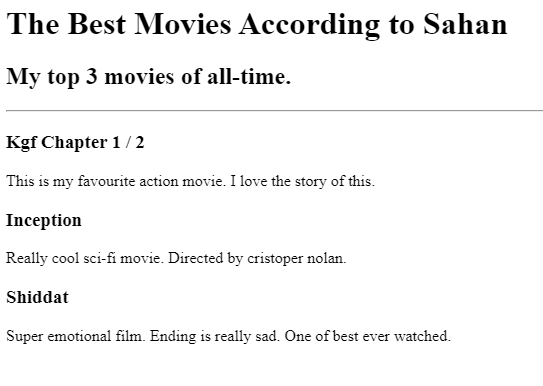 The Best Movies According to Sahan
My top 3 movies of all-time.
Kgf Chapter 1 / 2
This is my favourite action movie. I love the story of this.
Inception
Really cool sci-fi movie. Directed by cristoper nolan.
Shiddat
Super emotional film. Ending is really sad. One of best ever watched.